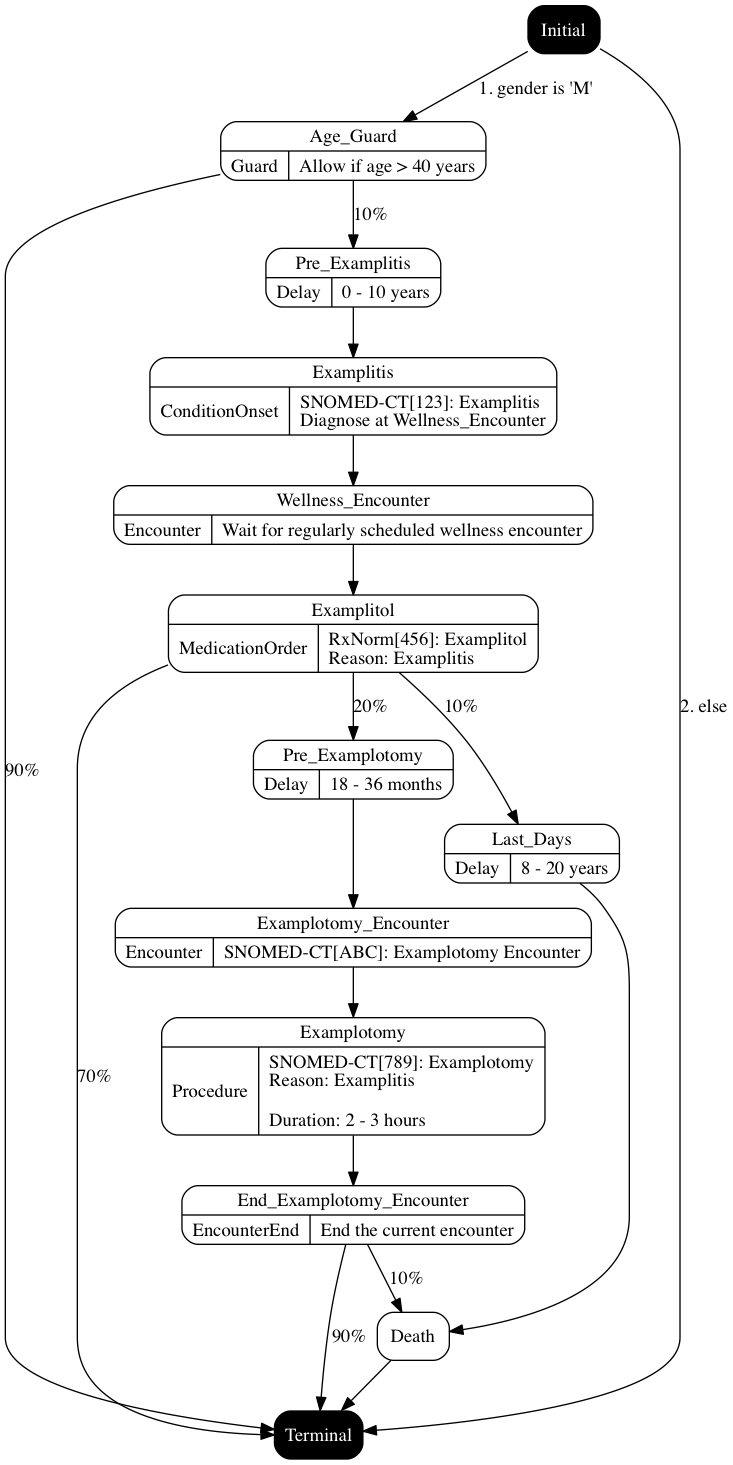 Initial
1. gender is 'M'
Age_Guard
Guard
Allow if age > 40 years
10%
Pre_Examplitis
Delay
0 - 10 years
Examplitis
ConditionOnset
SNOMED-CT[123]: Examplitis
Diagnose at Wellness_Encounter
Wellness_Encounter
Encounter
Wait for regularly scheduled wellness encounter
Examplitol
MedicationOrder
RxNorm[456]: Examplitol
Reason: Examplitis
20%
10%
2. else
Pre_Examplotomy
Delay
18 - 36 months
90%
Last_Days
Delay
8 - 20 years
Examplotomy_Encounter
Encounter
SNOMED-CT[ABC]: Examplotomy Encounter
Examplotomy
Procedure
SNOMED-CT[789]: Examplotomy
Reason: Examplitis
Duration: 2 - 3 hours
70%
End_Examplotomy_Encounter
EncounterEnd
End the current encounter
10%
90%
Death
Terminal